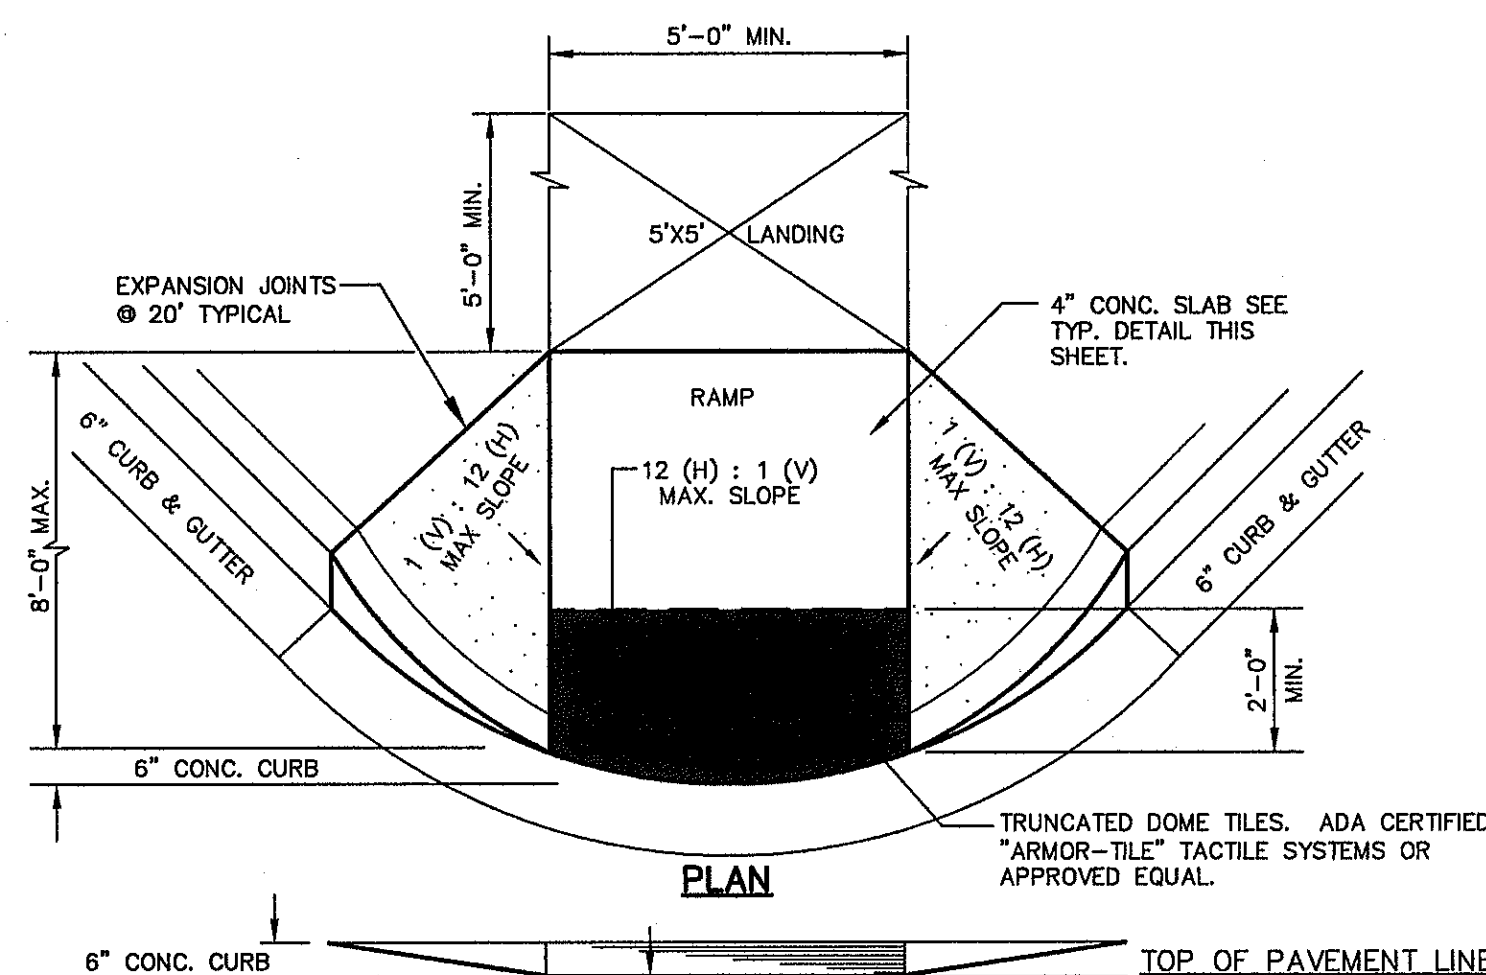 5'-0" MIN.
5'-0" MIN.
5'X5' LANDING
EXPANSION JOINTS
@ 20' TYPICAL
4" CONC. SLAB SEE
TYP. DETAIL THIS
SHEET.
RAMP
6" CURB & GUTTER
1 (V) : 12 (H)
MAX SLOPE
12 (H) : 1 (V)
MAX. SLOPE
1 (V) : 12 (H)
MAX SLOPE
6" CURB & GUTTER
8'-0" MAX.
2'-0"
MIN.
6" CONC. CURB
TRUNCATED DOME TILES. ADA CERTIFIED
"ARMOR-TILE" TACTILE SYSTEMS OR
APPROVED EQUAL.
PLAN
6" CONC. CURB
TOP OF PAVEMENT LINE